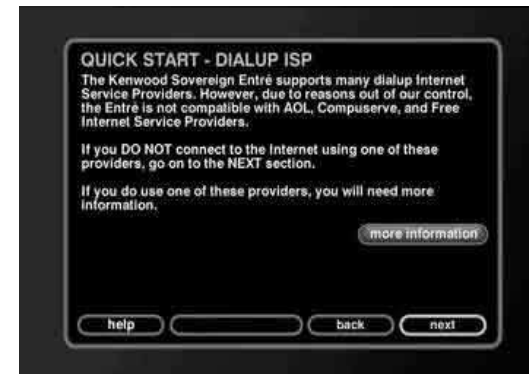 QUICK START - DIALUP ISP
The Kenwood Sovereign Entré supports many dialup Internet
Service Providers. However, due to reasons out of our control,
the Entré is not compatible with AOL, Compuserve, and Free
Internet Service Providers.
If you DO NOT connect to the Internet using one of these
providers, go on to the NEXT section.
If you do use one of these providers, you will need more
information.
more information
help back next